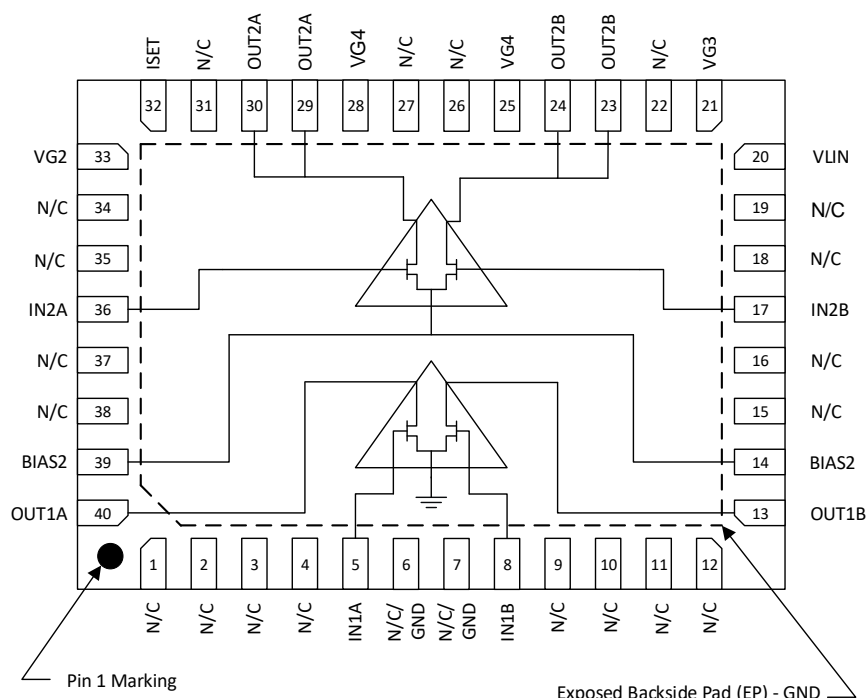 ISET N/C OUT2A OUT2A VG4 N/C N/C VG4 OUT2B OUT2B N/C VG3
32 31 30 29 28 27 26 25 24 23 22 21
VG2 33 20 VLIN
N/C 34 19 N/C
N/C 35 18 N/C
IN2A 36 17 IN2B
N/C 37 16 N/C
N/C 38 15 N/C
BIAS2 39 14 BIAS2
OUT1A 40 13 OUT1B
1 2 3 4 5 6 7 8 9 10 11 12
N/C N/C N/C N/C IN1A N/C/ GND N/C/ GND IN1B N/C N/C N/C N/C
Pin 1 Marking
Exposed Backside Pad (EP) - GND